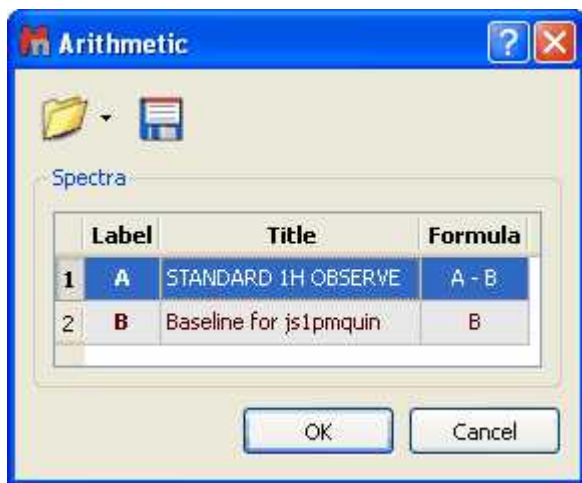 Arithmetic
Spectra
Label Title Formula
1 A STANDARD 1H OBSERVE A - B
2 B Baseline for js1pmquin B
OK Cancel